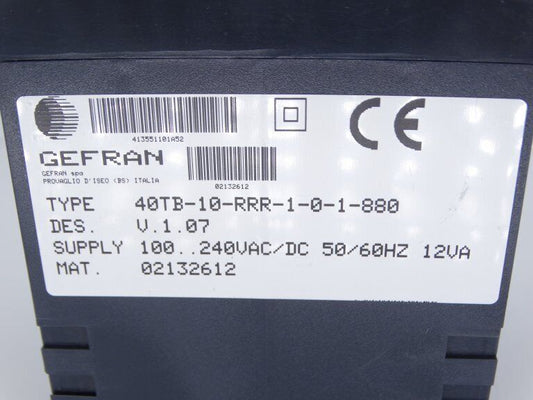 413551101A52
CE
GEFRAN
GEFRAN spa
PROVAGLIO D'ISEO (BS) ITALIA
02132612
TYPE 40TB-10-RRR-1-0-1-880
DES. V.1.07
SUPPLY 100..240VAC/DC 50/60HZ 12VA
MAT. 02132612